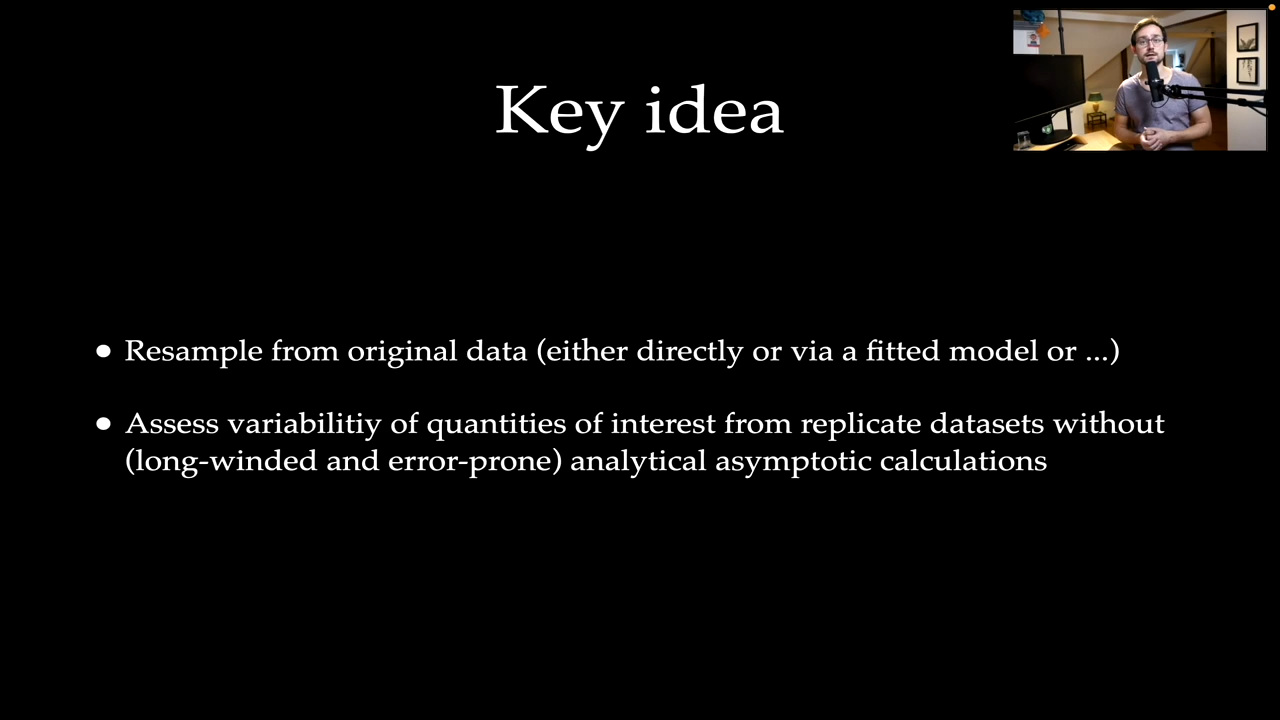 Key idea
● Resample from original data (either directly or via a fitted model or ...)
● Assess variabilitiy of quantities of interest from replicate datasets without
(long-winded and error-prone) analytical asymptotic calculations